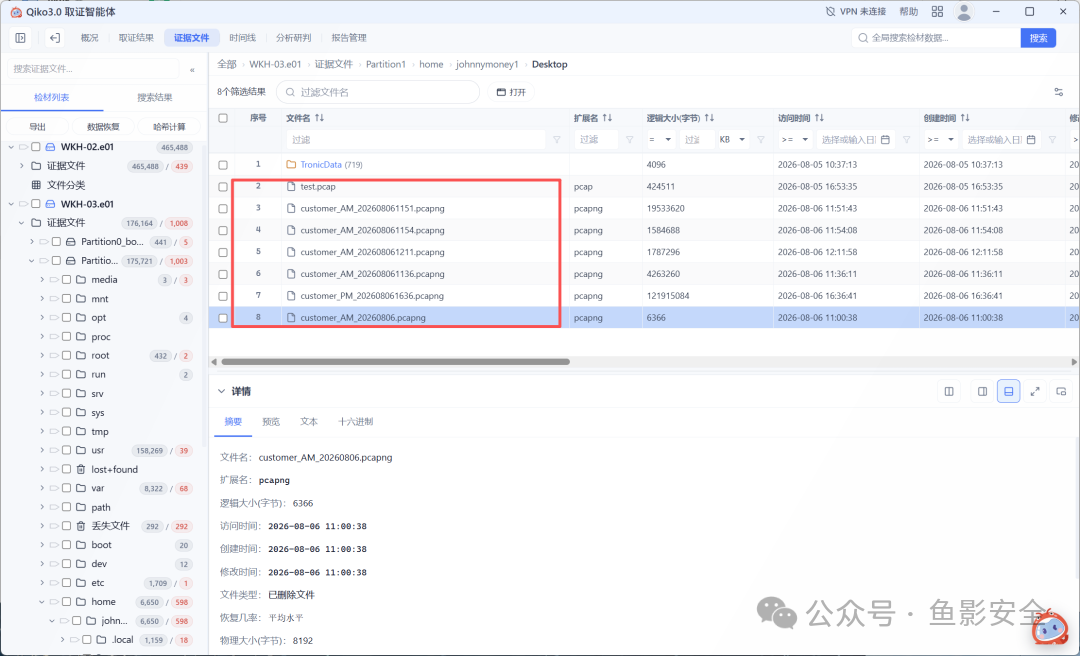 Qiko3.0 取证智能体
VPN 未连接 帮助
概况 取证结果 证据文件 时间线 分析研判 报告管理
全局搜索检材数据... 搜索
搜索证据文件... «
检材列表 搜索结果
导出 数据恢复 哈希计算
WKH-02.e01 465,488
证据文件 465,488 / 439
文件分类
WKH-03.e01
证据文件 176,164 / 1,008
Partition0_bo... 441 / 5
Partitio... 175,721 / 1,003
media 3 / 3
mnt
opt 4
proc
root 432 / 2
run 2
srv
sys
tmp
usr 158,269 / 39
lost+found
var 8,322 / 68
path
丢失文件 292 / 292
boot 20
dev 12
etc 1,709 / 1
home 6,650 / 598
john... 6,650 / 598
.local 1,159 / 18
全部 › WKH-03.e01 › 证据文件 › Partition1 › home › johnnymoney1 › Desktop
8个筛选结果 过滤文件名 打开
序号 文件名 扩展名 逻辑大小(字节) 访问时间 创建时间 修
过滤 过滤 = 过滤 KB >= 选择或输入日 >= 选择或输入日 >
1 TronicData (719) 4096 2026-08-05 10:37:13 2026-08-05 10:37:13 20
2 test.pcap pcap 424511 2026-08-05 16:53:35 2026-08-05 16:53:35 20
3 customer_AM_202608061151.pcapng pcapng 19533620 2026-08-06 11:51:43 2026-08-06 11:51:43 20
4 customer_AM_202608061154.pcapng pcapng 1584688 2026-08-06 11:54:08 2026-08-06 11:54:08 20
5 customer_AM_202608061211.pcapng pcapng 1787296 2026-08-06 12:11:58 2026-08-06 12:11:58 20
6 customer_AM_202608061136.pcapng pcapng 4263260 2026-08-06 11:36:11 2026-08-06 11:36:11 20
7 customer_PM_202608061636.pcapng pcapng 121915084 2026-08-06 16:36:41 2026-08-06 16:36:41 20
8 customer_AM_20260806.pcapng pcapng 6366 2026-08-06 11:00:38 2026-08-06 11:00:38 20
详情
摘要 预览 文本 十六进制
文件名: customer_AM_20260806.pcapng
扩展名: pcapng
逻辑大小(字节): 6366
访问时间: 2026-08-06 11:00:38
创建时间: 2026-08-06 11:00:38
修改时间: 2026-08-06 11:00:38
文件类型: 已删除文件
恢复几率: 平均水平
物理大小(字节): 8192
公众号 · 鱼影安全